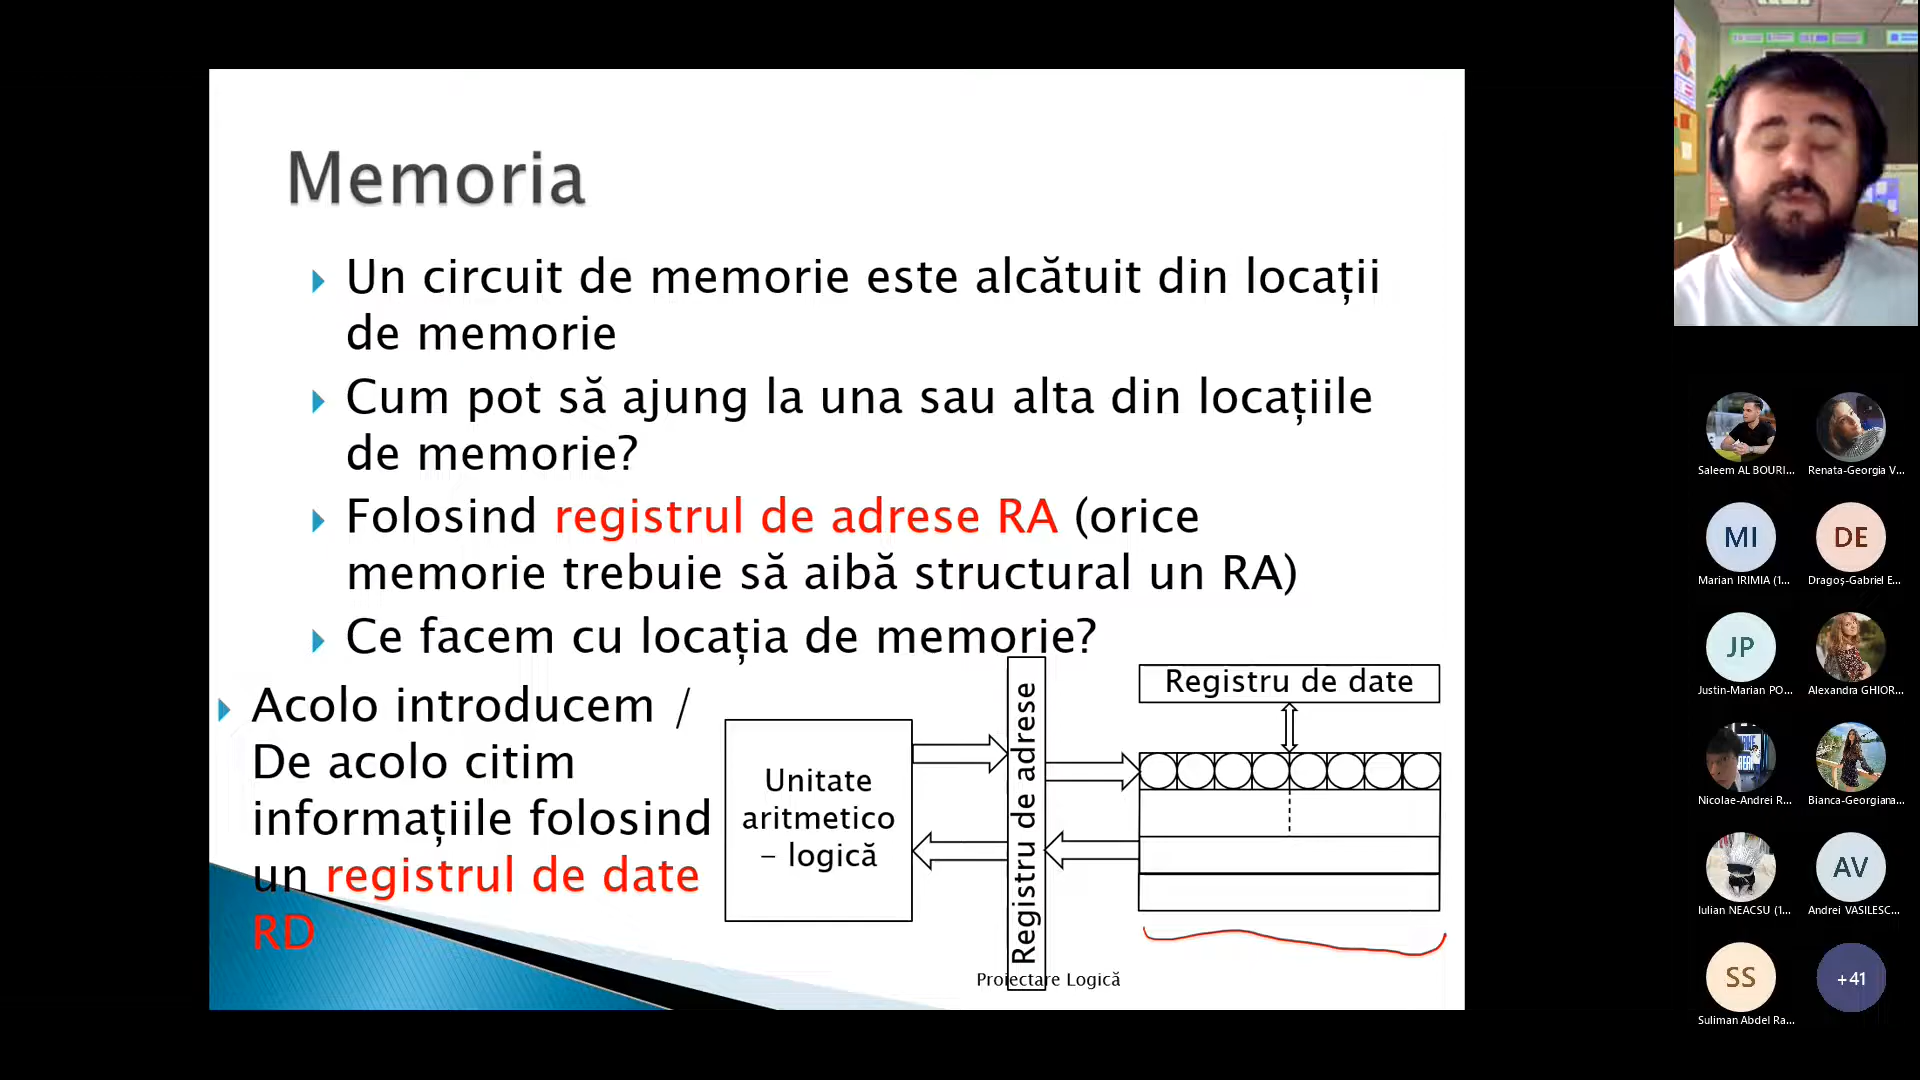 Memoria
Un circuit de memorie este alcătuit din locații
de memorie
Cum pot să ajung la una sau alta din locațiile
de memorie?
Folosind registrul de adrese RA (orice
memorie trebuie să aibă structural un RA)
Ce facem cu locația de memorie?
Acolo introducem /
De acolo citim
informațiile folosind
un registrul de date
RD
Unitate
aritmetico
- logică
Registru de adrese
Registru de date
Proiectare Logică
Saleem AL BOURI...
Renata-Georgia V...
MI
Marian IRIMIA (1...
DE
Dragoș-Gabriel E...
JP
Justin-Marian PO...
Alexandra GHIOR...
Nicolae-Andrei R...
Bianca-Georgiana...
Iulian NEACSU (1...
AV
Andrei VASILESC...
SS
Suliman Abdel Ra...
+41